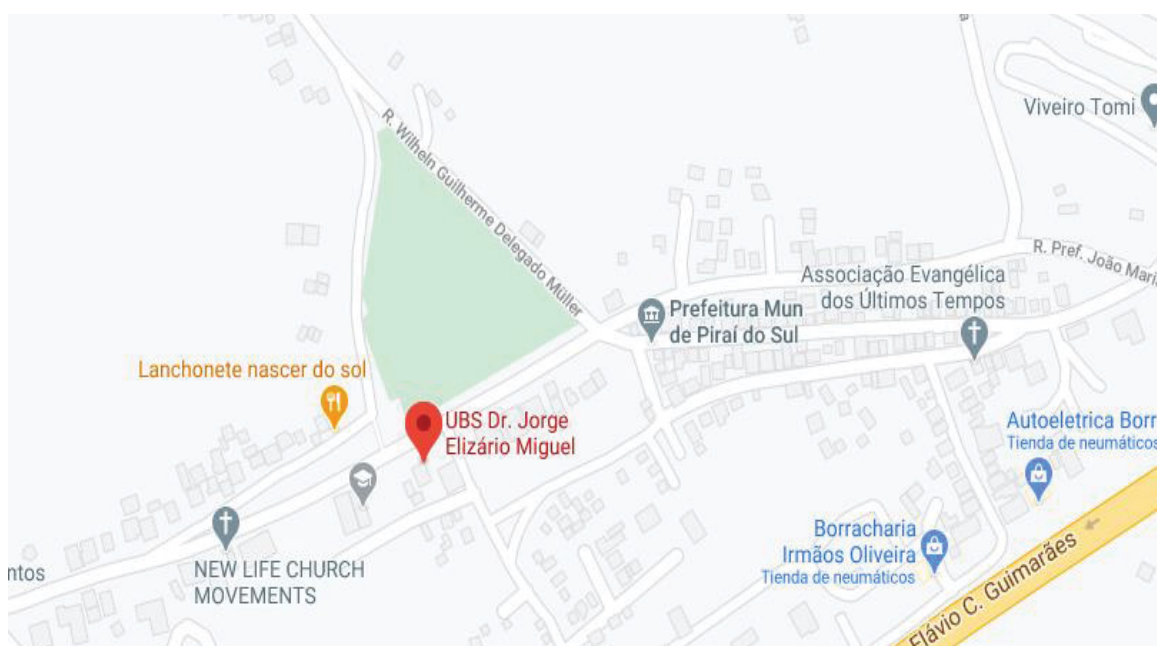 R. Wilheln Guilherme Delegado Müller
Viveiro Tomi
R. Pref. João Mari
Associação Evangélica
dos Últimos Tempos
Prefeitura Mun
de Piraí do Sul
Lanchonete nascer do sol
UBS Dr. Jorge
Elizário Miguel
Autoeletrica Borr
Tienda de neumáticos
Borracharia
Irmãos Oliveira
Tienda de neumáticos
ntos
NEW LIFE CHURCH
MOVEMENTS
Flávio C. Guimarães